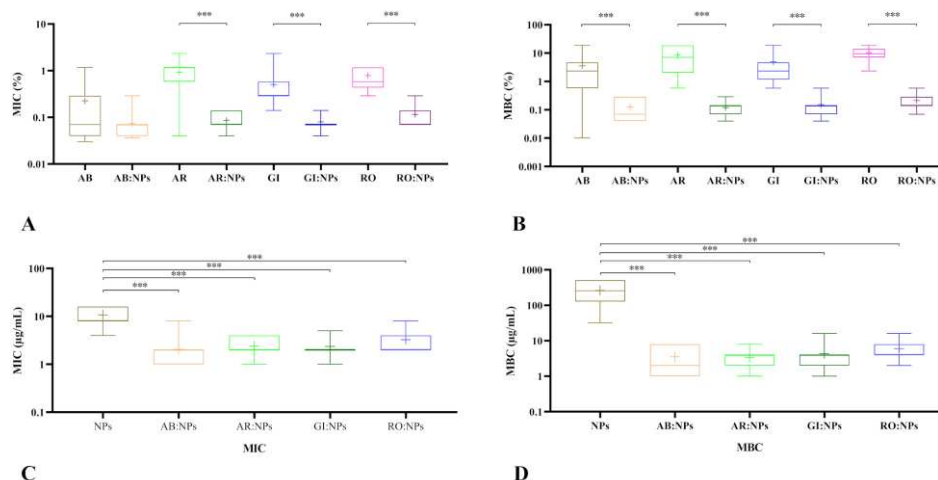 *** *** ***
MIC (%)
10
1
0.1
0.01
AB AB:NPs AR AR:NPs GI GI:NPs RO RO:NPs
A
*** *** *** ***
MBC (%)
100
10
1
0.1
0.01
0.001
AB AB:NPs AR AR:NPs GI GI:NPs RO RO:NPs
B
***
***
***
***
MIC (µg/mL)
100
10
1
0.1
NPs AB:NPs AR:NPs GI:NPs RO:NPs
MIC
C
***
***
***
***
MBC (µg/mL)
1000
100
10
1
0.1
NPs AB:NPs AR:NPs GI:NPs RO:NPs
MBC
D